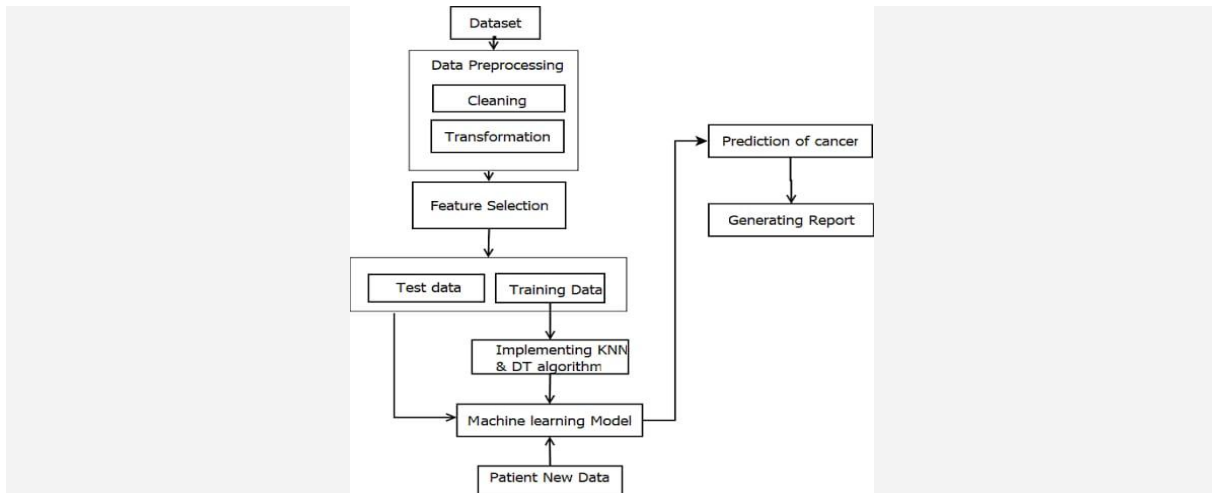 Dataset
Data Preprocessing
Cleaning
Transformation
Feature Selection
Test data
Training Data
Implementing KNN
& DT algorithm
Machine learning Model
Patient New Data
Prediction of cancer
Generating Report